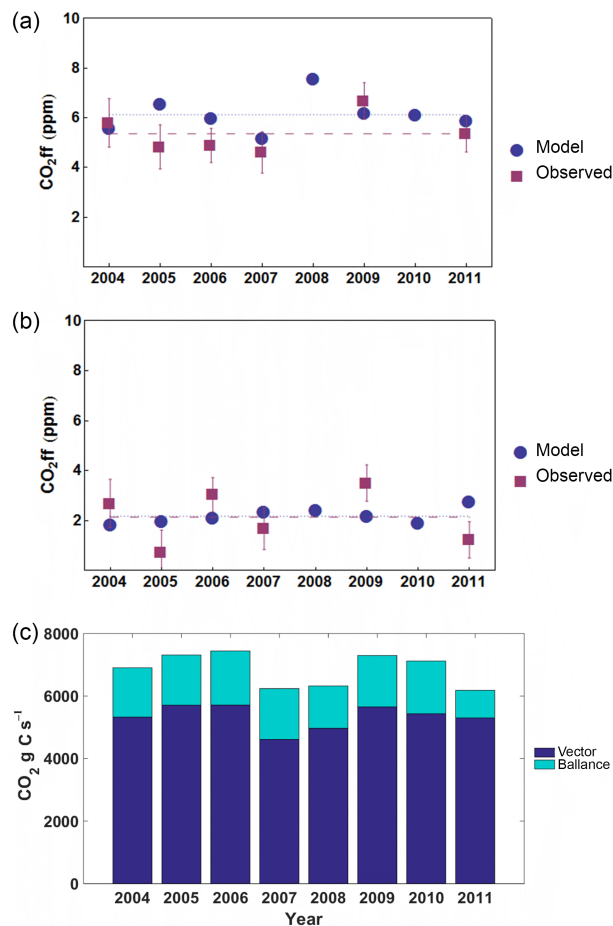 (a)
10
8
6
4
2
CO₂ff (ppm)
2004 2005 2006 2007 2008 2009 2010 2011
Model
Observed
(b)
10
8
6
4
2
CO₂ff (ppm)
2004 2005 2006 2007 2008 2009 2010 2011
Model
Observed
(c)
8000
6000
4000
2000
0
CO₂ g C s⁻¹
2004 2005 2006 2007 2008 2009 2010 2011
Year
Vector
Ballance